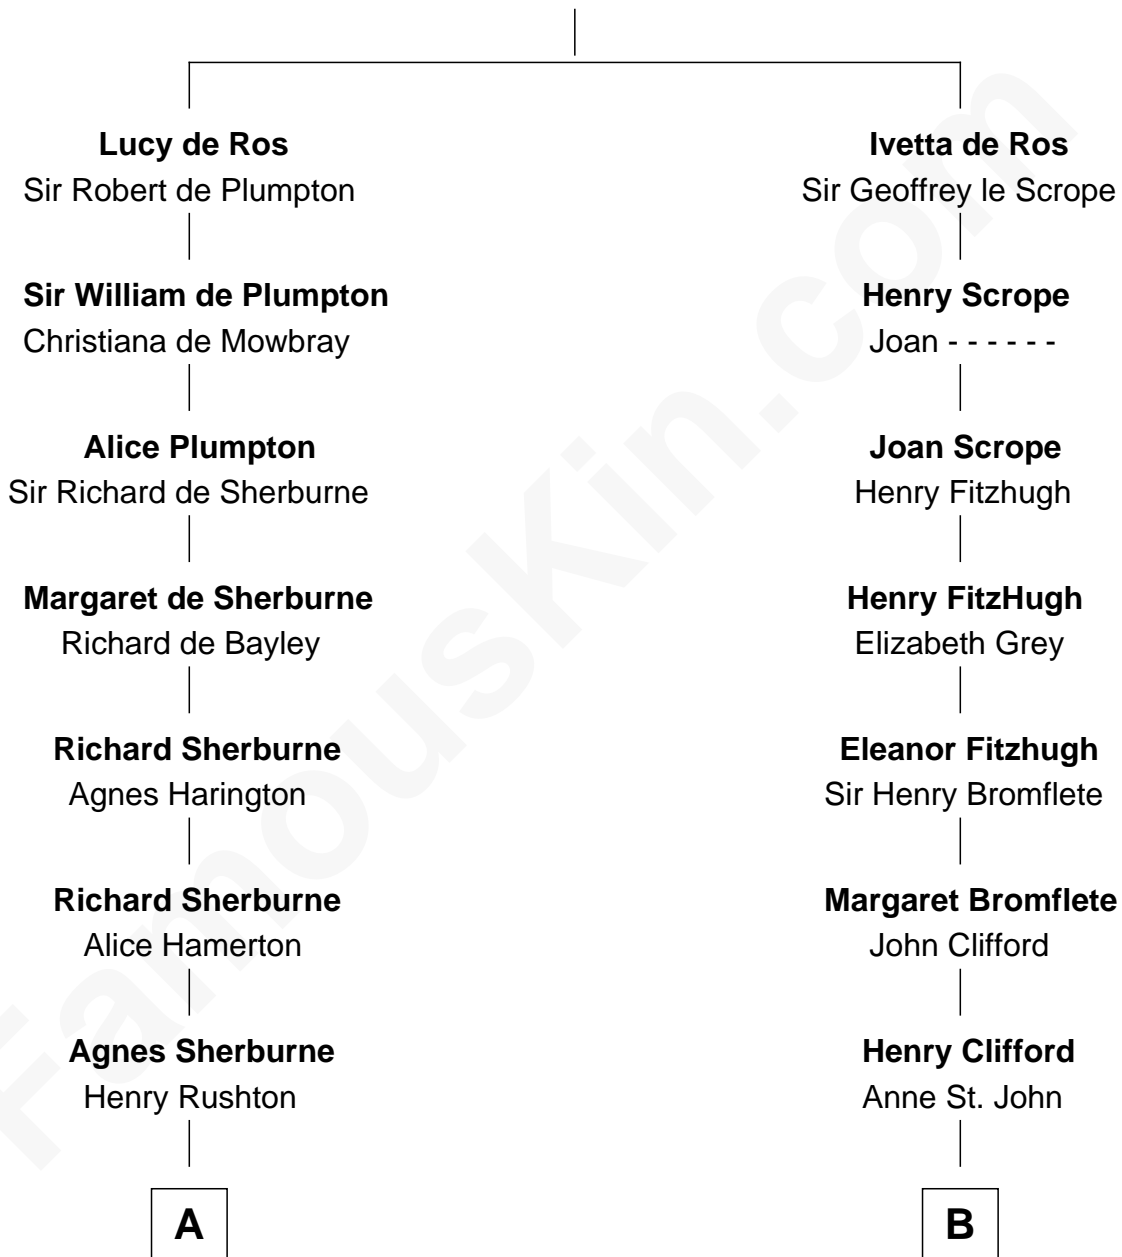 Lucy de Ros
Sir Robert de Plumpton
Sir William de Plumpton
Christiana de Mowbray
Alice Plumpton
Sir Richard de Sherburne
Margaret de Sherburne
Richard de Bayley
Richard Sherburne
Agnes Harington
Richard Sherburne
Alice Hamerton
Agnes Sherburne
Henry Rushton
A
Ivetta de Ros
Sir Geoffrey le Scrope
Henry Scrope
Joan - - - - - -
Joan Scrope
Henry Fitzhugh
Henry FitzHugh
Elizabeth Grey
Eleanor Fitzhugh
Sir Henry Bromflete
Margaret Bromflete
John Clifford
Henry Clifford
Anne St. John
B
FamousKin.com